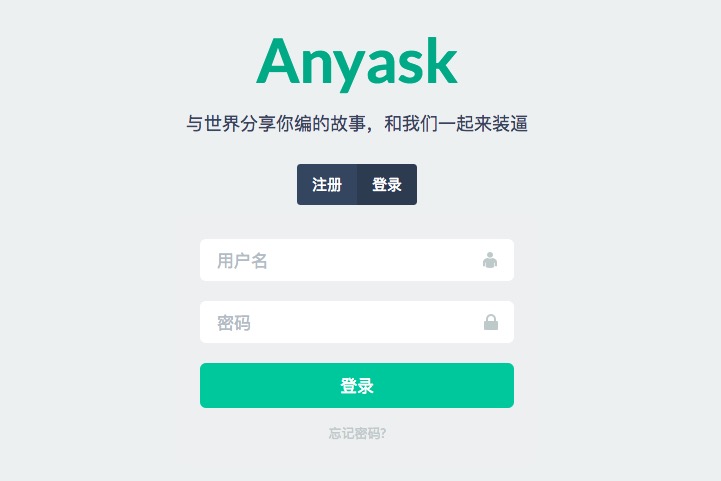 Anyask
与世界分享你编的故事，和我们一起来装逼
注册 登录
用户名
密码
登录
忘记密码?